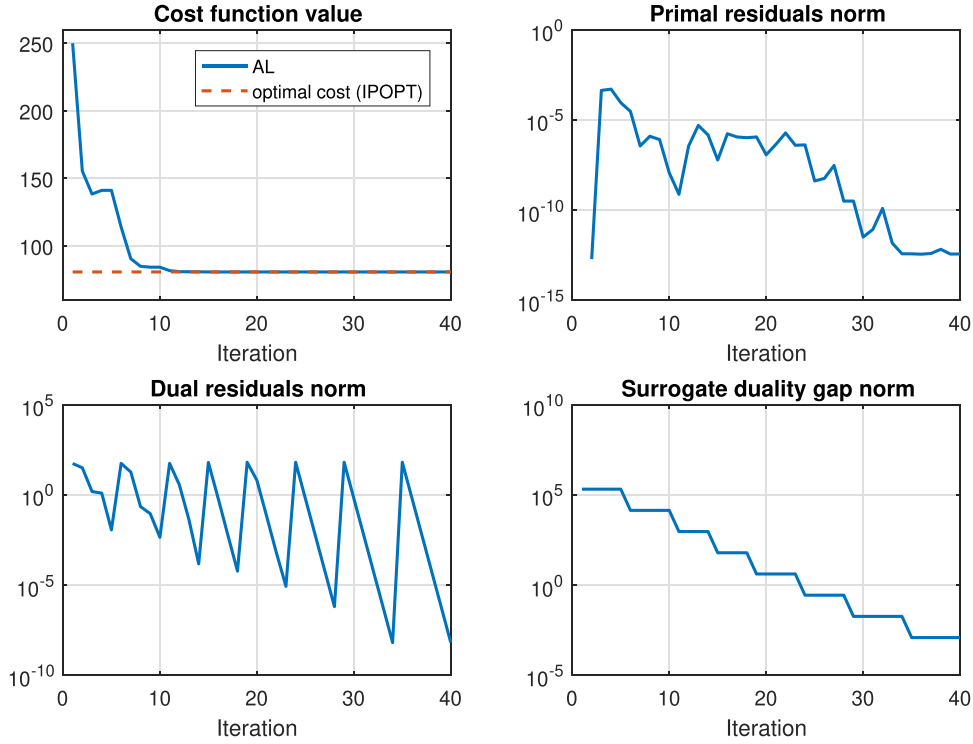 Cost function value
250
200
150
100
AL
optimal cost (IPOPT)
0 10 20 30 40
Iteration
Primal residuals norm
10^0
10^-5
10^-10
10^-15
0 10 20 30 40
Iteration
Dual residuals norm
10^5
10^0
10^-5
10^-10
0 10 20 30 40
Iteration
Surrogate duality gap norm
10^10
10^5
10^0
10^-5
0 10 20 30 40
Iteration